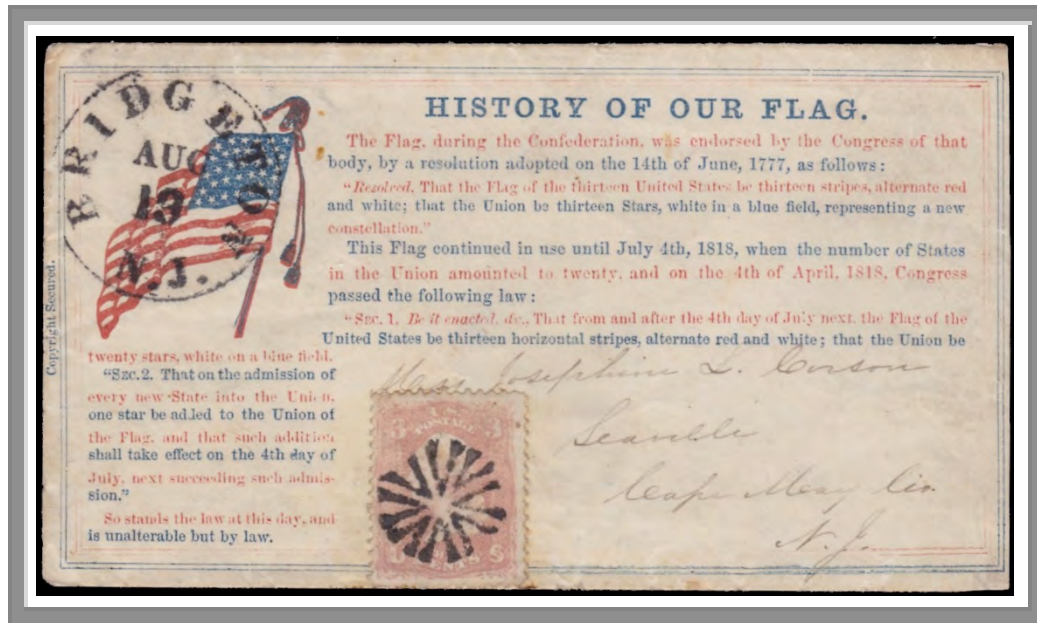 BRIDGETON
AUG
19
N.J.
Copyright Secured.
HISTORY OF OUR FLAG.
The Flag, during the Confederation, was endorsed by the Congress of that
body, by a resolution adopted on the 14th of June, 1777, as follows:
"Resolved, That the Flag of the thirteen United States be thirteen stripes, alternate red
and white; that the Union be thirteen Stars, white in a blue field, representing a new
constellation."
This Flag continued in use until July 4th, 1818, when the number of States
in the Union amounted to twenty, and on the 4th of April, 1818, Congress
passed the following law:
"SEC. 1. Be it enacted, &c., That from and after the 4th day of July next, the Flag of the
United States be thirteen horizontal stripes, alternate red and white; that the Union be
twenty stars, white on a blue field.
"SEC. 2. That on the admission of
every new State into the Union,
one star be added to the Union of
the Flag, and that such addition
shall take effect on the 4th day of
July, next succeeding such admis-
sion."
So stands the law at this day, and
is unalterable but by law.
Miss Josephine L. Corson
Seaville
Cape May Co.
N.J.
3 U.S. 3
POSTAGE
CENTS